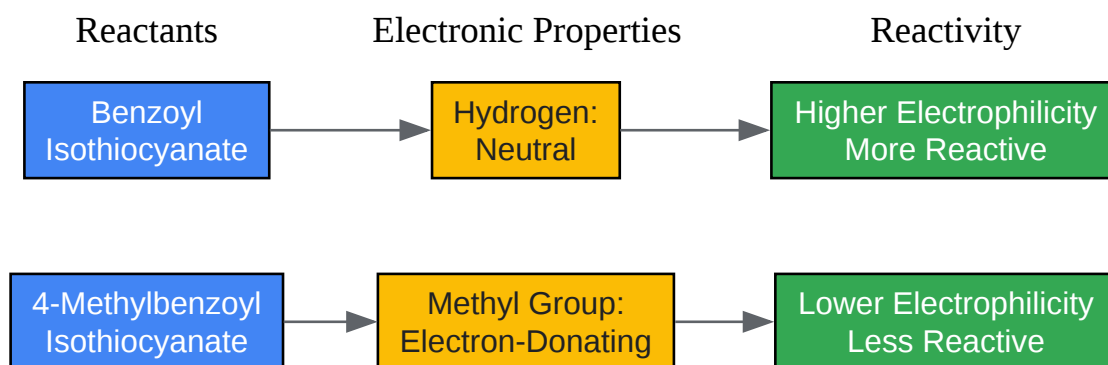 Reactants
Electronic Properties
Reactivity
Benzoyl
Isothiocyanate
Hydrogen:
Neutral
Higher Electrophilicity
More Reactive
4-Methylbenzoyl
Isothiocyanate
Methyl Group:
Electron-Donating
Lower Electrophilicity
Less Reactive